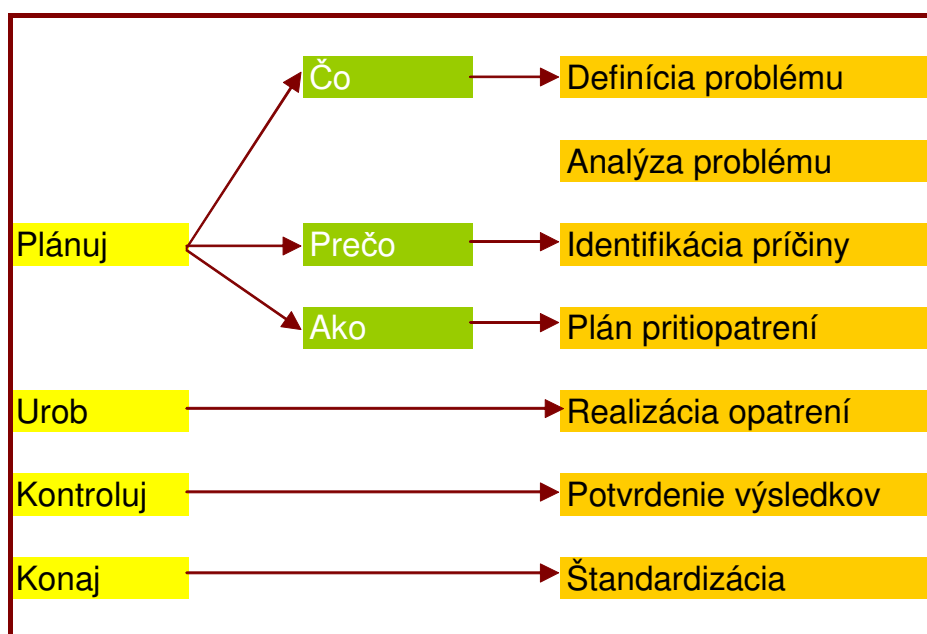 Čo Definícia problému
Analýza problému
Plánuj Prečo Identifikácia príčiny
Ako Plán pritiopatrení
Urob Realizácia opatrení
Kontroluj Potvrdenie výsledkov
Konaj Štandardizácia